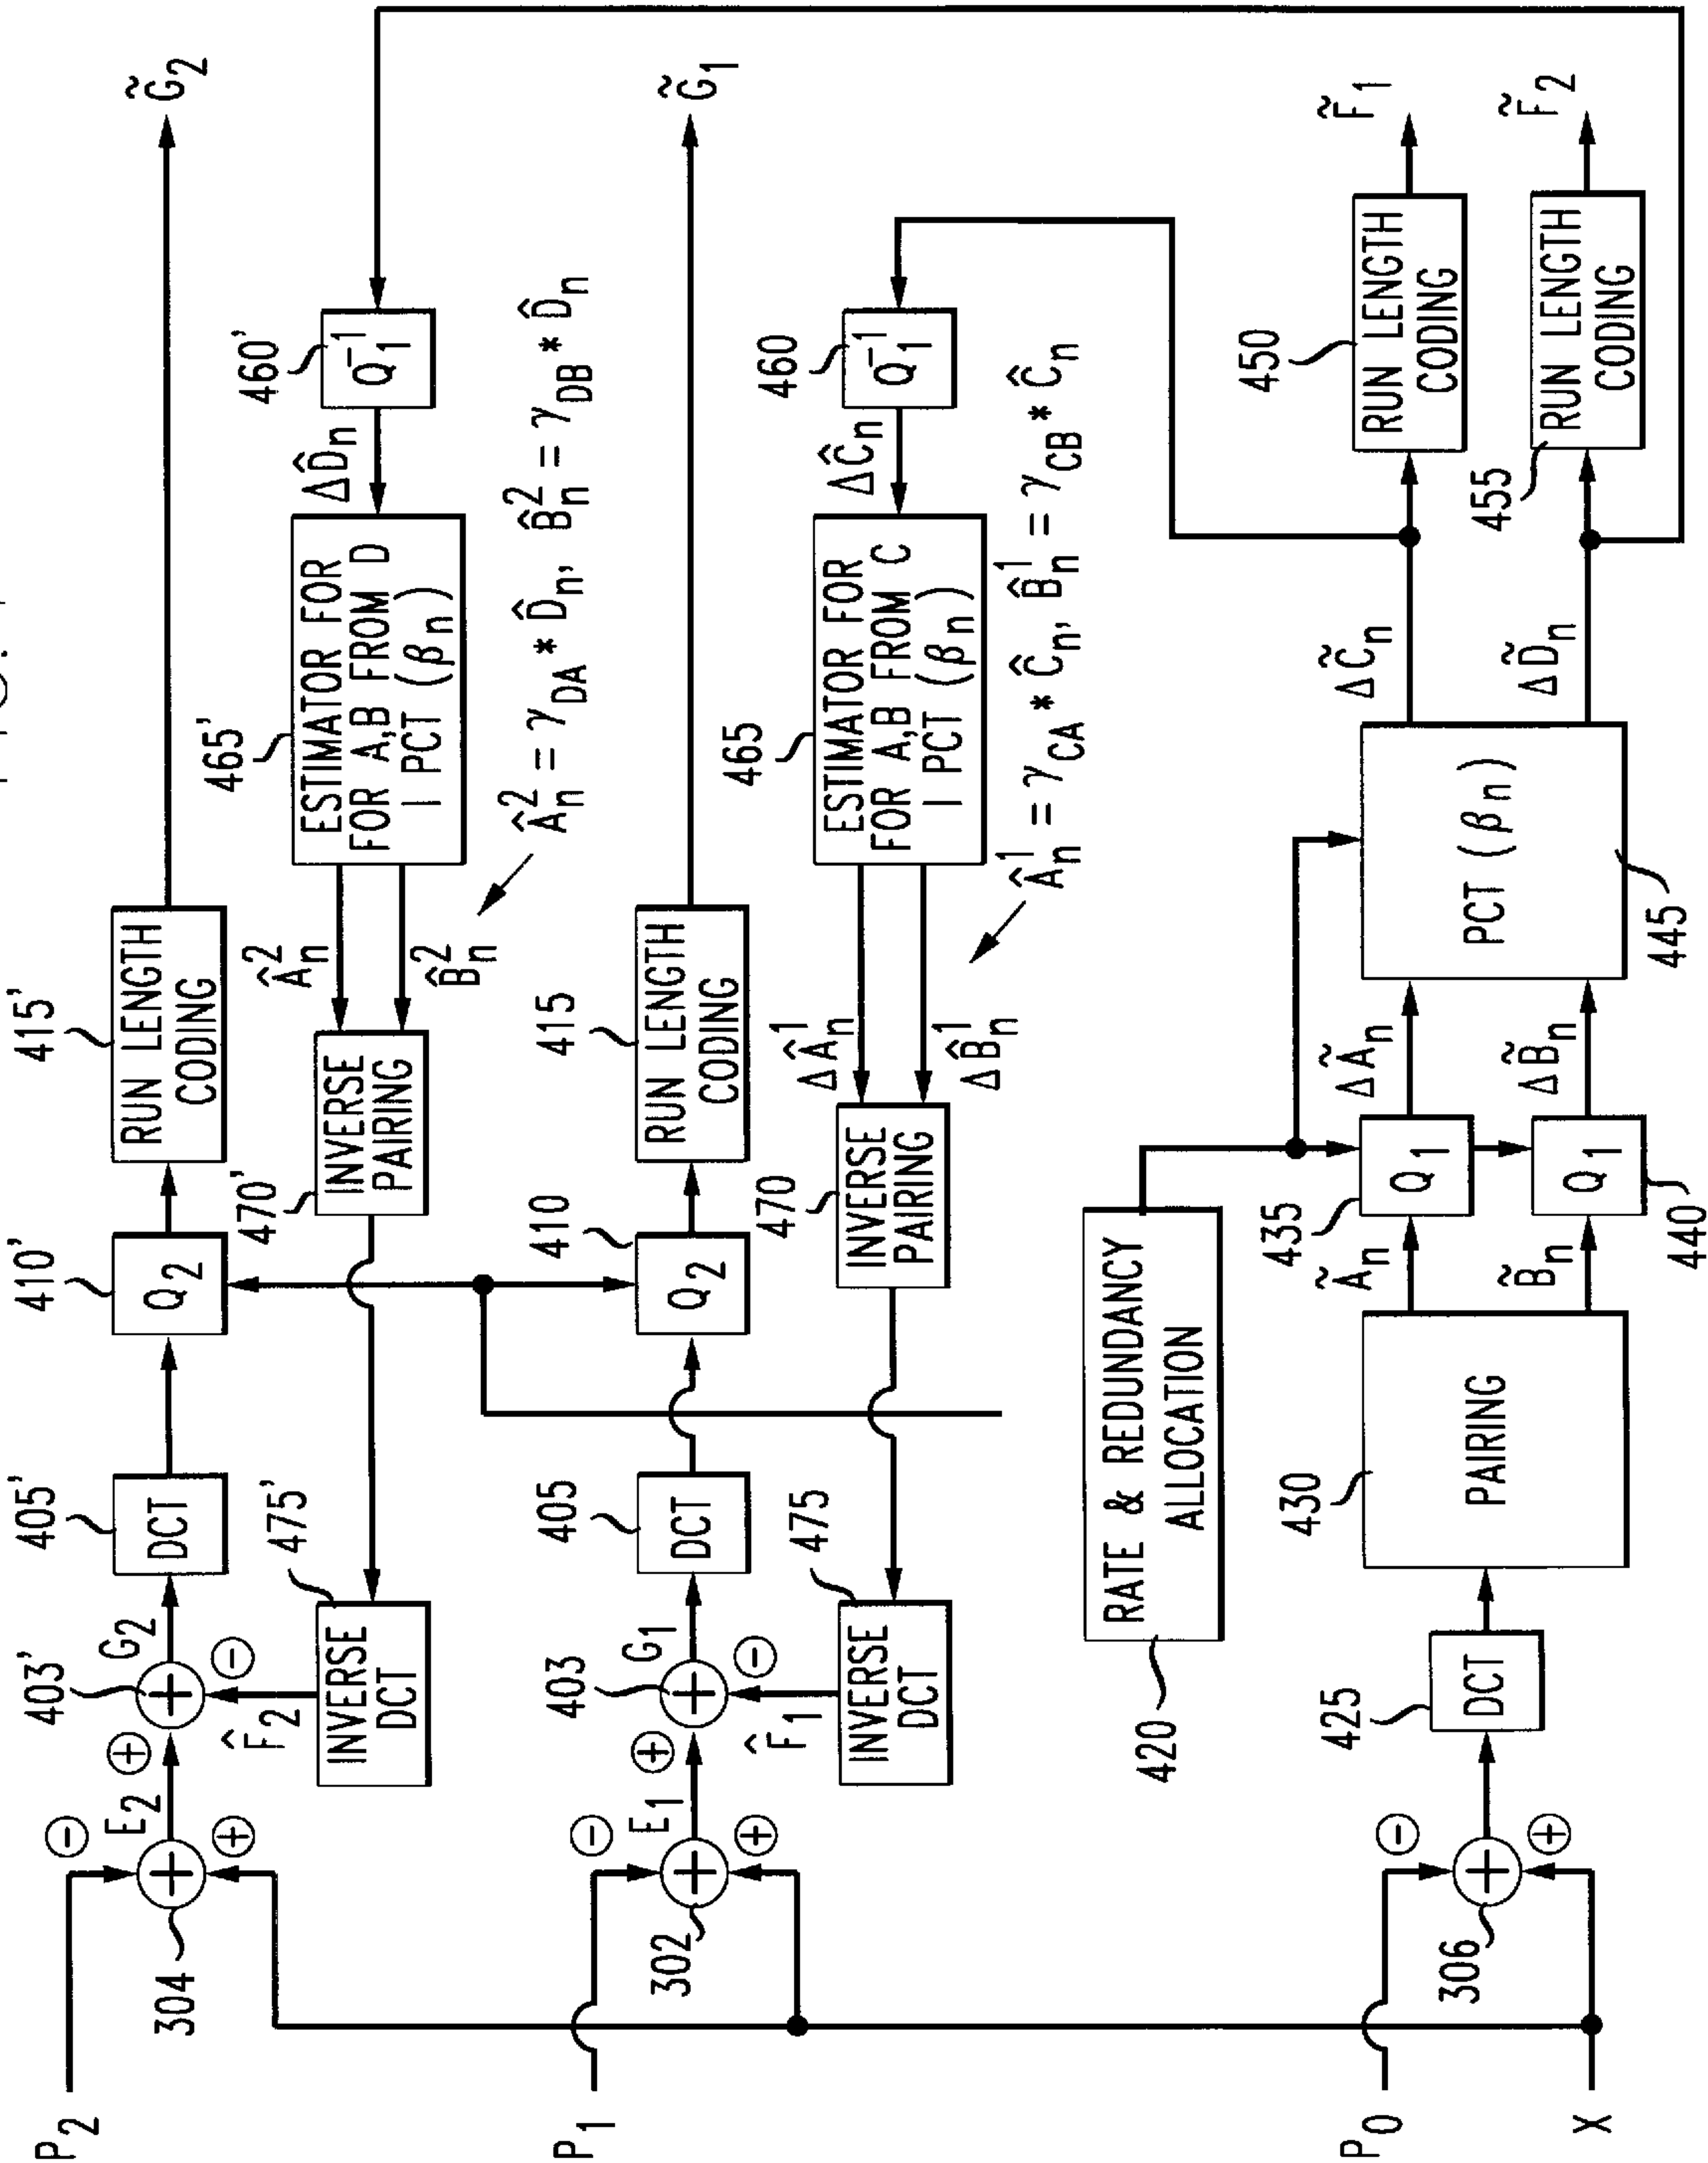 P₂
304
⊖
⊕
E₂
⊕
403'
G₂
⊖
F̂₂
405'
DCT
410'
Q₂
415'
RUN LENGTH
CODING
G̃₂
475'
INVERSE
DCT
470'
INVERSE
PAIRING
Â²ₙ
B̂²ₙ
465'
ESTIMATOR FOR
FOR A,B FROM D
I PCT (βₙ)
ΔD̂ₙ
460'
Q₁⁻¹
Â²ₙ = γ_DA * D̂ₙ, B̂²ₙ = γ_DB * D̂ₙ
P₁
302
⊖
⊕
E₁
⊕
403
G₁
⊖
F̂₁
405
DCT
410
Q₂
415
RUN LENGTH
CODING
G̃₁
475
INVERSE
DCT
470
INVERSE
PAIRING
ΔÂ¹ₙ
ΔB̂¹ₙ
465
ESTIMATOR FOR
FOR A,B FROM C
I PCT (βₙ)
ΔĈₙ
460
Q₁⁻¹
Â¹ₙ = γ_CA * Ĉₙ, B̂¹ₙ = γ_CB * Ĉₙ
420
RATE & REDUNDANCY
ALLOCATION
P₀
X
306
⊖
⊕
425
DCT
430
PAIRING
Ãₙ
B̃ₙ
435
Q₁
440
Q₁
ΔÃₙ
ΔB̃ₙ
PCT (βₙ)
445
ΔC̃ₙ
ΔD̃ₙ
450
RUN LENGTH
CODING
F̃₁
455
RUN LENGTH
CODING
F̃₂